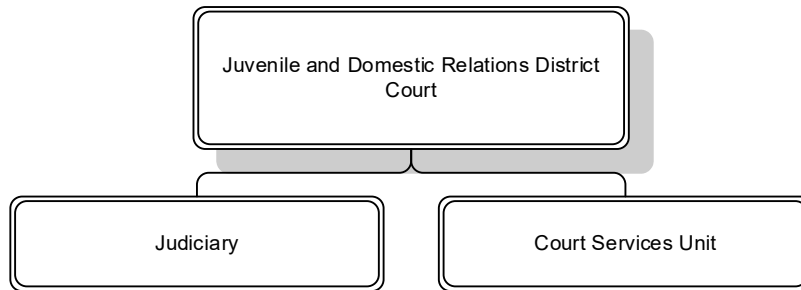 Juvenile and Domestic Relations District
Court
Judiciary
Court Services Unit